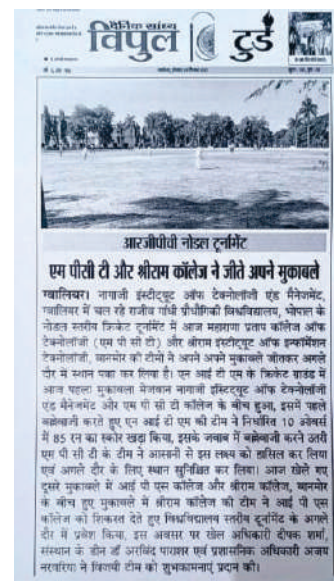 दैनिक सांध्य
विपुल टुडे
आरजीपीवी नोडल टूर्नामेंट
एम पीसी टी और श्रीराम कॉलेज ने जीते अपने मुकाबले
ग्वालियर। नागाजी इंस्टीट्यूट ऑफ टेक्नोलॉजी एंड मैनेजमेंट,
ग्वालियर में चल रहे राजीव गांधी प्रौधौगिकी विश्वविद्यालय, भोपाल के
नोडल स्तरीय क्रिकेट टूर्नामेंट में आज महाराणा प्रताप कॉलेज ऑफ
टेक्नोलॉजी (एम पी सी टी) और श्रीराम इंस्टीट्यूट ऑफ इन्फॉर्मेशन
टेक्नोलॉजी, बानमोर की टीमों ने अपने अपने मुकाबले जीतकर अगले
दौर में स्थान पक्का कर लिया है। एन आई टी एम के क्रिकेट ग्राउंड में
आज पहला मुकाबला मेजवान नागाजी इंस्टिट्यूट ऑफ टेक्नोलॉजी
एंड मैनेजमेंट और एम पी सी टी कॉलेज के बीच हुआ, इसमें पहले
बल्लेबाजी करते हुए एन आई टी एम की टीम ने निर्धारित 10 ओवर्स
में 85 रन का स्कोर खड़ा किया, इसके जवाब में बल्लेबाजी करने उतरी
एम पी सी टी के टीम ने आसानी से इस लक्ष्य को हासिल कर लिया
एवं अगले दौर के लिए स्थान सुनिश्चित कर लिया। आज खेले गए
दूसरे मुकाबले में आई पी एस कॉलेज और श्रीराम कॉलेज, बानमोर
के बीच हुए मुकाबले में श्रीराम कॉलेज की टीम ने आई पी एस
कॉलेज को शिकस्त देते हुए विश्वविद्यालय स्तरीय टूर्नामेंट के अगले
दौर में प्रवेश किया, इस अवसर पर खेल अधिकारी दीपक शर्मा,
संस्थान के डीन डॉ अरविंद पाराशर एवं प्रशासनिक अधिकारी अजय
नरवरिया ने विजयी टीम को शुभकामनाएं प्रदान की।